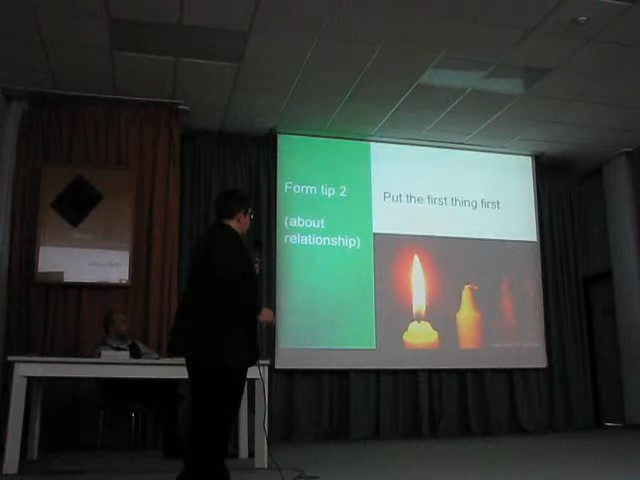 Form tip 2
(about
relationship)
Put the first thing first